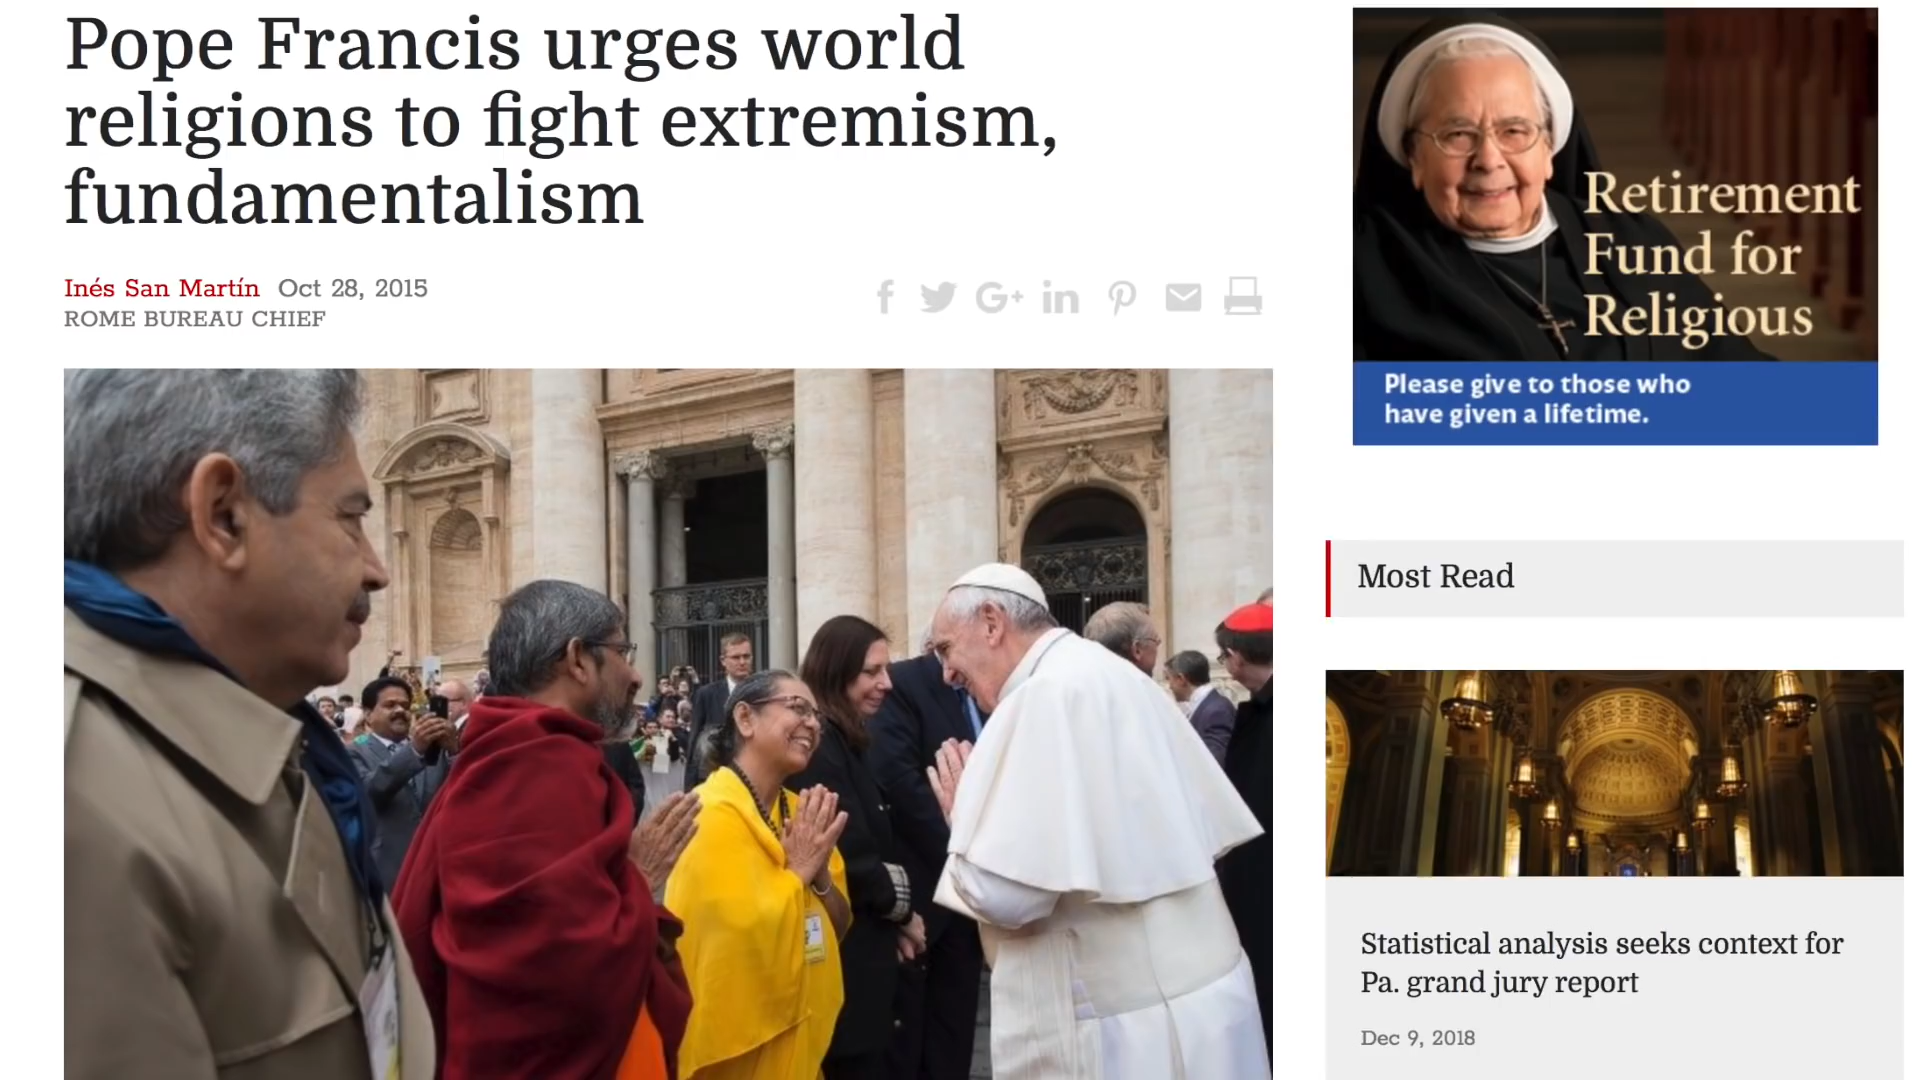 Pope Francis urges world
religions to fight extremism,
fundamentalism
Inés San Martín Oct 28, 2015
ROME BUREAU CHIEF
Retirement
Fund for
Religious
Please give to those who
have given a lifetime.
Most Read
Statistical analysis seeks context for
Pa. grand jury report
Dec 9, 2018